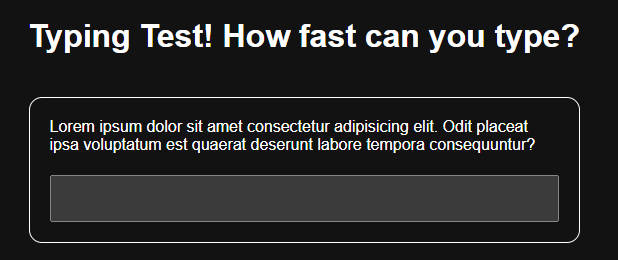 Typing Test! How fast can you type?
Lorem ipsum dolor sit amet consectetur adipisicing elit. Odit placeat
ipsa voluptatum est quaerat deserunt labore tempora consequuntur?